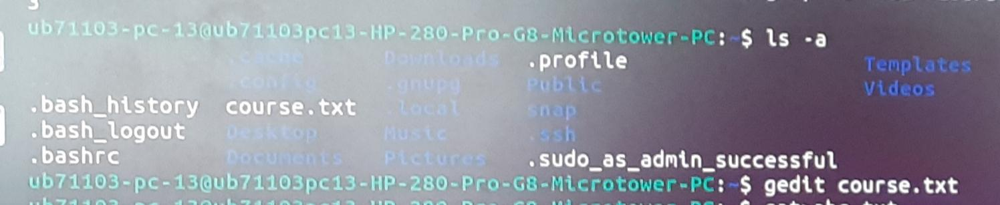 ub71103-pc-13@ub71103pc13-HP-280-Pro-G8-Microtower-PC:~$ ls -a
. .cache Downloads .profile Templates
.. .config .gnupg Public Videos
.bash_history course.txt .local snap
.bash_logout Desktop Music .ssh
.bashrc Documents Pictures .sudo_as_admin_successful
ub71103-pc-13@ub71103pc13-HP-280-Pro-G8-Microtower-PC:~$ gedit course.txt